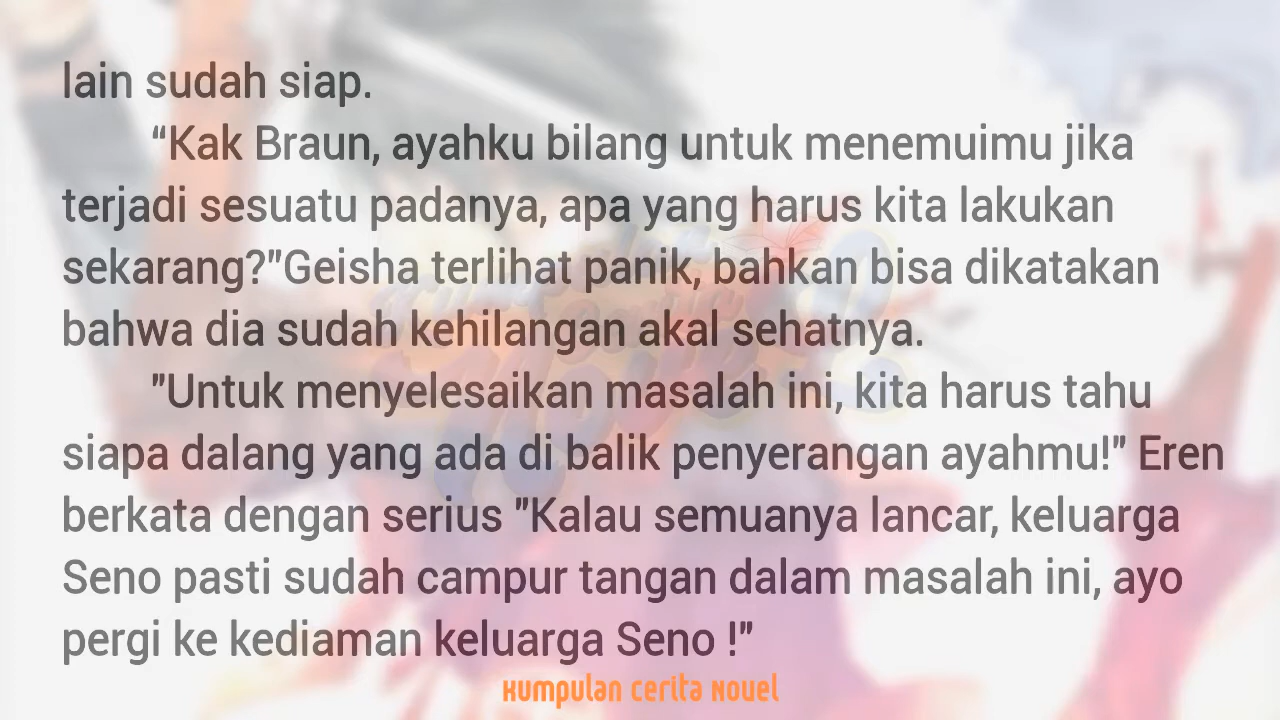 lain sudah siap.
“Kak Braun, ayahku bilang untuk menemuimu jika
terjadi sesuatu padanya, apa yang harus kita lakukan
sekarang?"Geisha terlihat panik, bahkan bisa dikatakan
bahwa dia sudah kehilangan akal sehatnya.
"Untuk menyelesaikan masalah ini, kita harus tahu
siapa dalang yang ada di balik penyerangan ayahmu!" Eren
berkata dengan serius "Kalau semuanya lancar, keluarga
Seno pasti sudah campur tangan dalam masalah ini, ayo
pergi ke kediaman keluarga Seno !"
Kumpulan cerita Novel